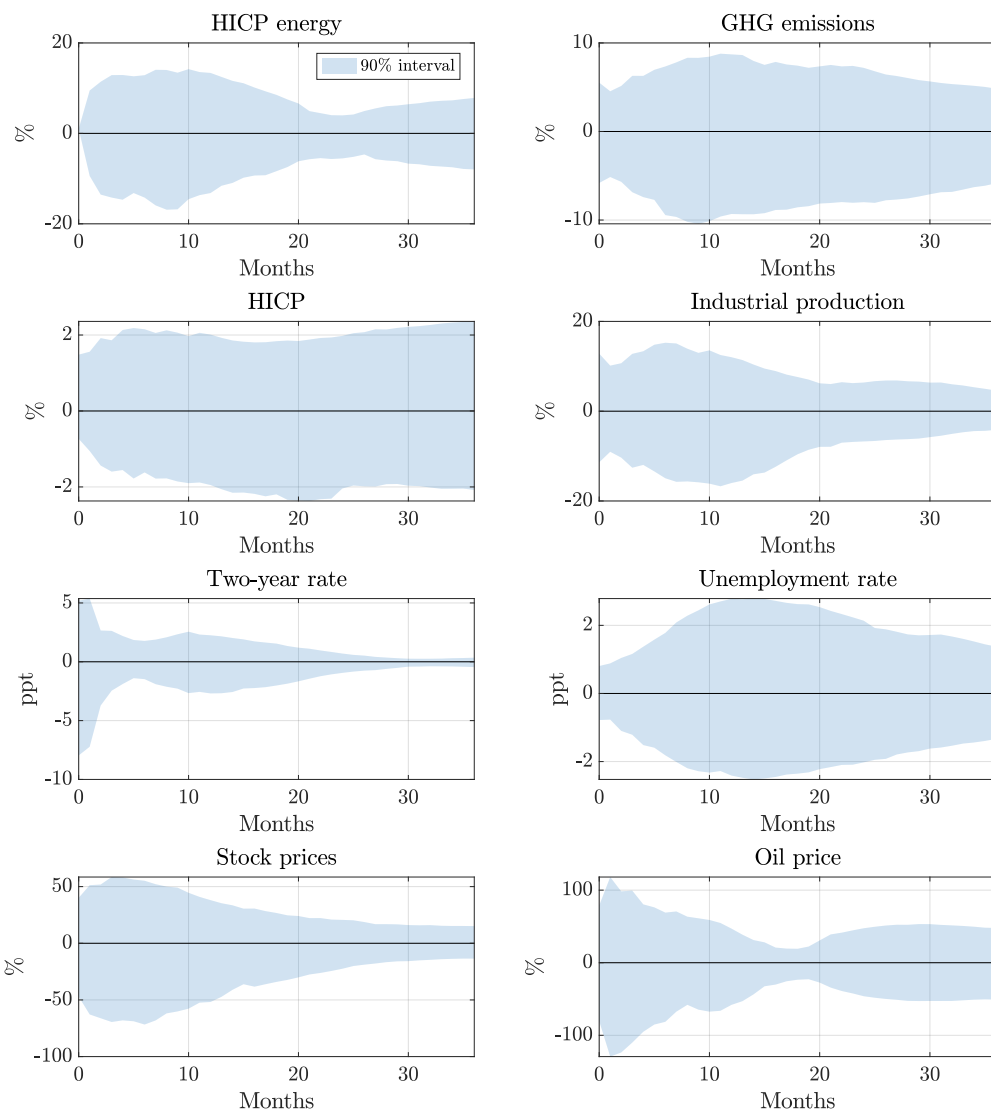 HICP energy
20
0
-20
%
90% interval
0 10 20 30
Months
GHG emissions
10
0
-10
%
0 10 20 30
Months
HICP
2
0
-2
%
0 10 20 30
Months
Industrial production
20
0
-20
%
0 10 20 30
Months
Two-year rate
5
0
-5
-10
ppt
0 10 20 30
Months
Unemployment rate
2
0
-2
ppt
0 10 20 30
Months
Stock prices
50
0
-50
-100
%
0 10 20 30
Months
Oil price
100
0
-100
%
0 10 20 30
Months